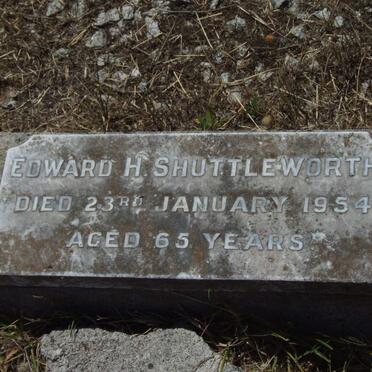 EDWARD H. SHUTTLEWORTH
DIED 23RD JANUARY 1954
AGED 65 YEARS